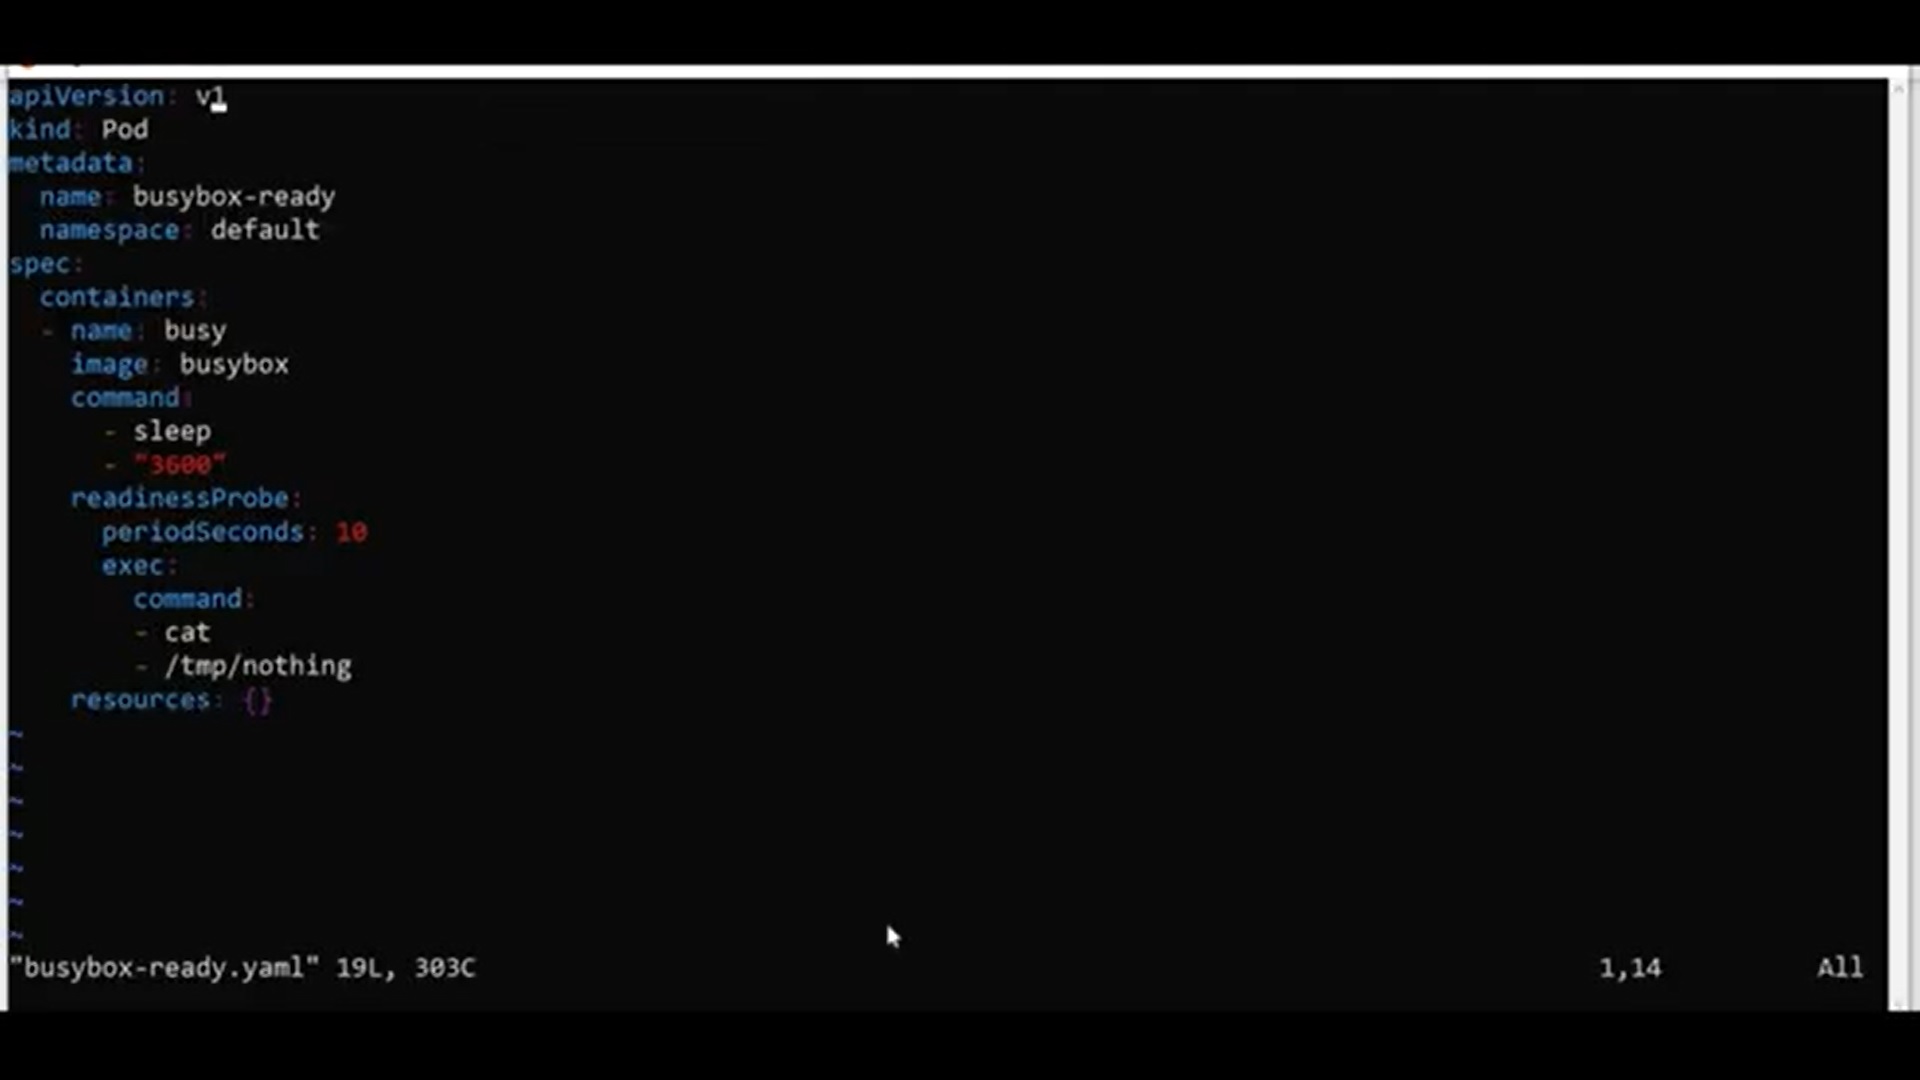 apiVersion: v1
kind: Pod
metadata:
  name: busybox-ready
  namespace: default
spec:
  containers:
  - name: busy
    image: busybox
    command:
      - sleep
      - "3600"
    readinessProbe:
      periodSeconds: 10
      exec:
        command:
        - cat
        - /tmp/nothing
    resources: {}
~
~
~
~
~
~
~
"busybox-ready.yaml" 19L, 303C 1,14 All